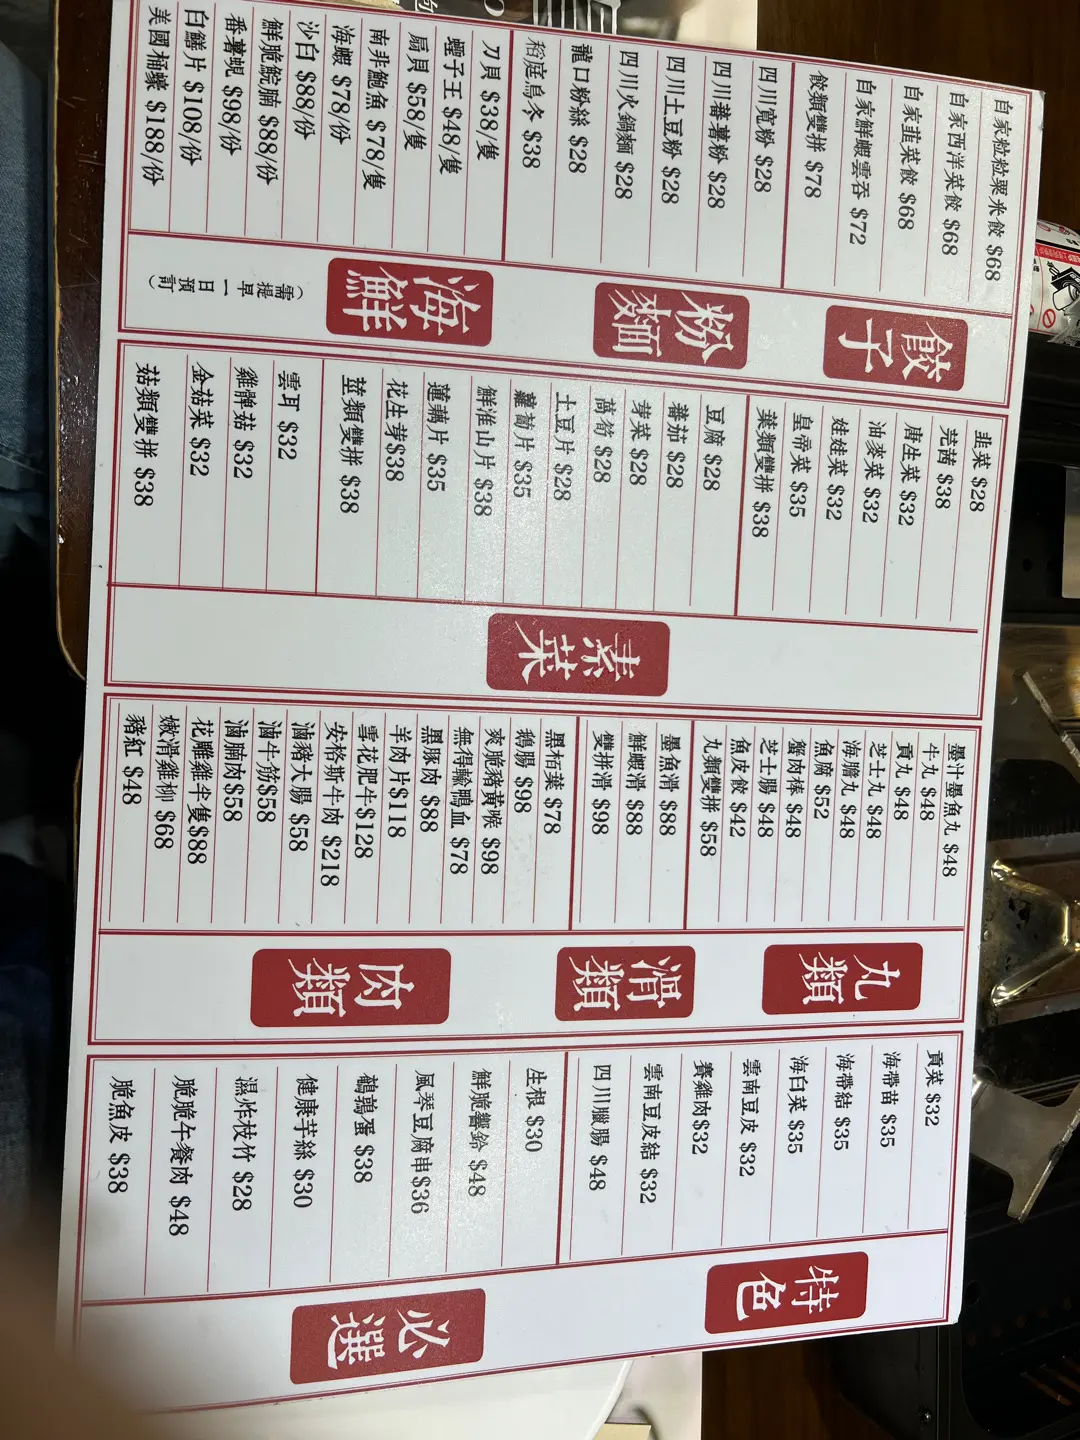 必選
脆魚皮 $38
脆脆午餐肉 $48
濕炸枝竹 $28
健康芋絲 $30
鵪鶉蛋 $38
風琴豆腐串$36
鮮脆響鈴 $48
生根 $30
特色
四川臘腸 $48
雲南豆皮結 $32
賽雞肉$32
雲南豆皮 $32
海白菜 $35
海帶結 $35
海帶苗 $35
貢菜 $32
肉類
豬紅 $48
嫩滑雞柳 $68
花雕雞半隻$88
滷腩肉$58
滷牛筋$58
滷豬大腸 $58
安格斯牛肉 $218
雪花肥牛$128
羊肉片$118
黑豚肉 $88
無得輸鴨血 $78
爽脆豬黃喉 $98
鵝腸 $98
黑柏葉 $78
滑類
雙拼滑 $98
鮮蝦滑 $88
墨魚滑 $88
丸類
丸類雙拼 $58
魚皮餃 $42
芝士腸 $48
蟹肉棒 $48
魚腐 $52
海膽丸 $48
芝士丸 $48
貢丸 $48
牛丸 $48
墨汁墨魚丸 $48
素菜
菇類雙拼 $38
金菇菜 $32
雞髀菇 $32
雲耳 $32
莖類雙拼 $38
花生芽$38
蓮藕片 $35
鮮淮山片 $38
蘿蔔片 $35
土豆片 $28
萵筍 $28
芽菜 $28
蕃茄 $28
豆腐 $28
葉類雙拼 $38
皇帝菜 $35
娃娃菜 $32
油麥菜 $32
唐生菜 $32
芫茜 $38
韭菜 $28
海鮮
（需提早一日預訂）
美國桶蠔 $188/份
白鱔片 $108/份
番薯蜆 $98/份
鮮脆鯇腩 $88/份
沙白 $88/份
海蝦 $78/份
南非鮑魚 $78/隻
扇貝 $58/隻
蟶子王 $48/隻
刀貝 $38/隻
粉麵
稻庭烏冬 $38
龍口粉絲 $28
四川火鍋麵 $28
四川土豆粉 $28
四川蕃薯粉 $28
四川寬粉 $28
餃子
餃類雙拼 $78
自家鮮蝦雲吞 $72
自家韭菜餃 $68
自家西洋菜餃 $68
自家粒粒粟米餃 $68